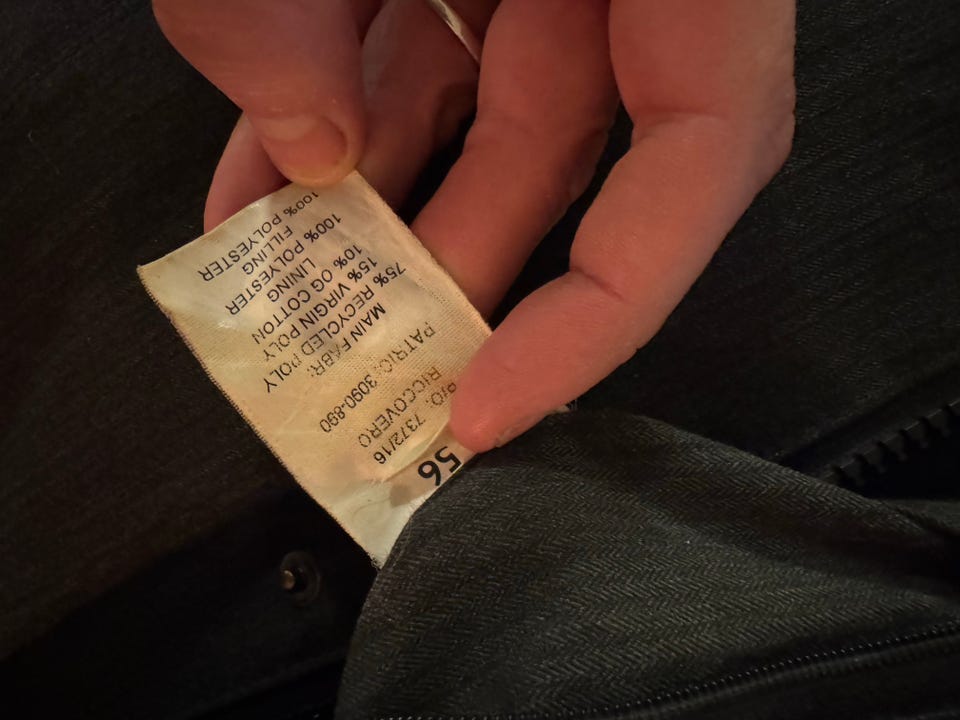 56
7372/16
RICCOVERO
PATRIC- 3090-890
MAIN FABR:
75% RECYCLED POLY
15% VIRGIN POLY
10% OG COTTON
LINING
100% POLYESTER
FILLING
100% POLYESTER